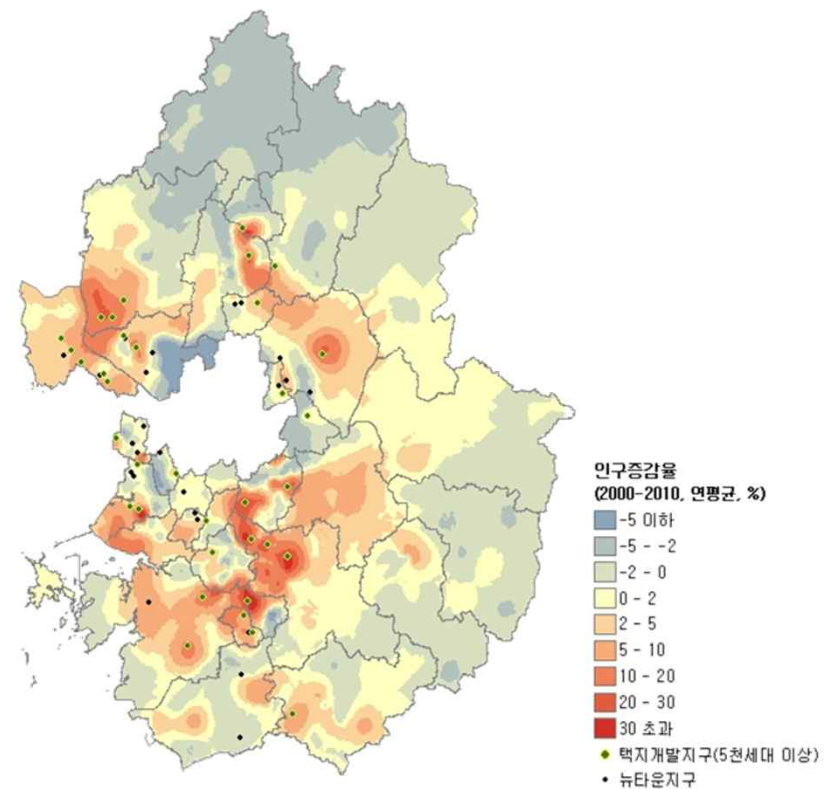 인구증감율
(2000-2010, 연평균, %)
-5 이하
-5 - -2
-2 - 0
0 - 2
2 - 5
5 - 10
10 - 20
20 - 30
30 초과
택지개발지구(5천세대 이상)
뉴타운지구